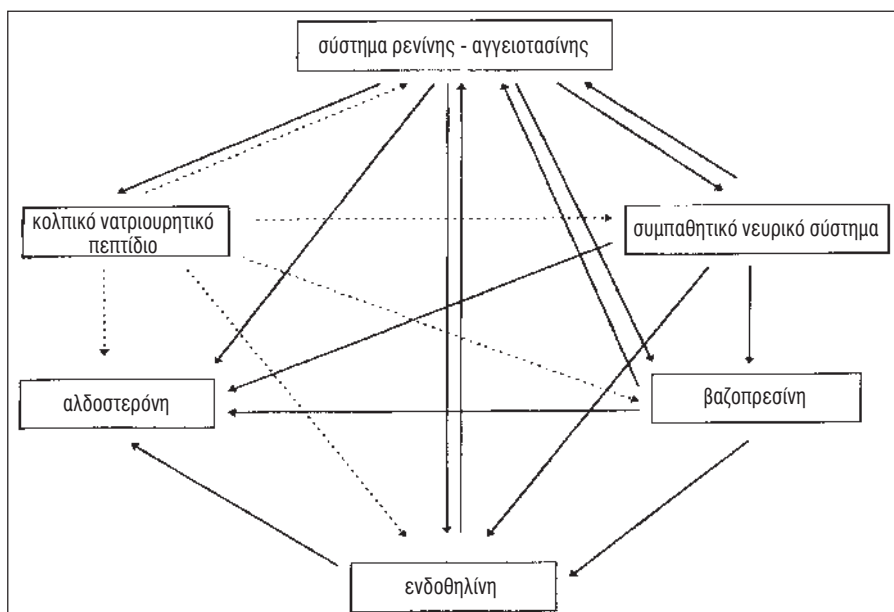 σύστημα ρενίνης - αγγειοτασίνης
κολπικό νατριουρητικό
πεπτίδιο
συμπαθητικό νευρικό σύστημα
αλδοστερόνη
βαζοπρεσίνη
ενδοθηλίνη